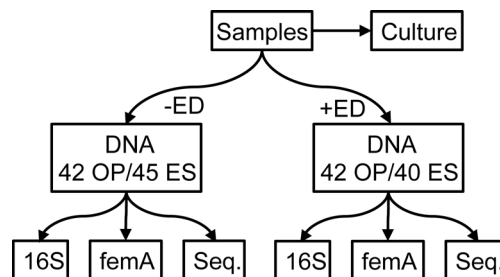 Samples
Culture
-ED
+ED
DNA
42 OP/45 ES
DNA
42 OP/40 ES
16S
femA
Seq.
16S
femA
Seq.